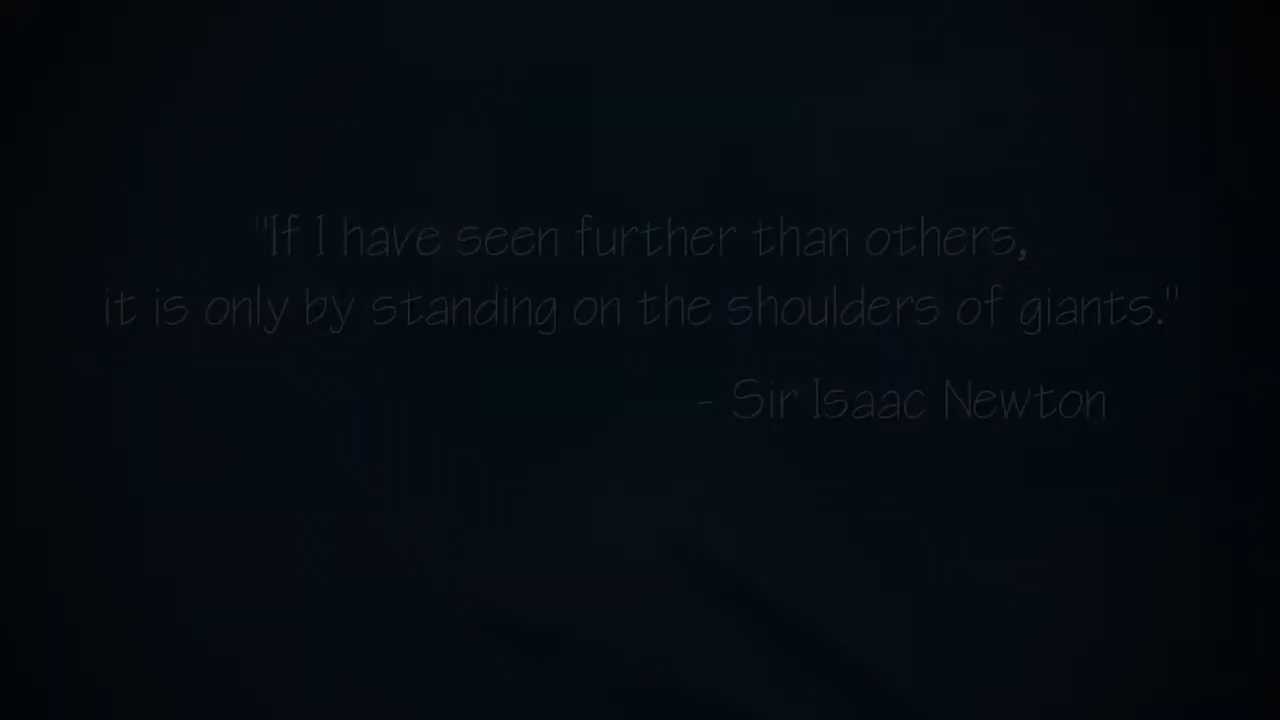 "If I have seen further than others,
it is only by standing on the shoulders of giants."
- Sir Isaac Newton